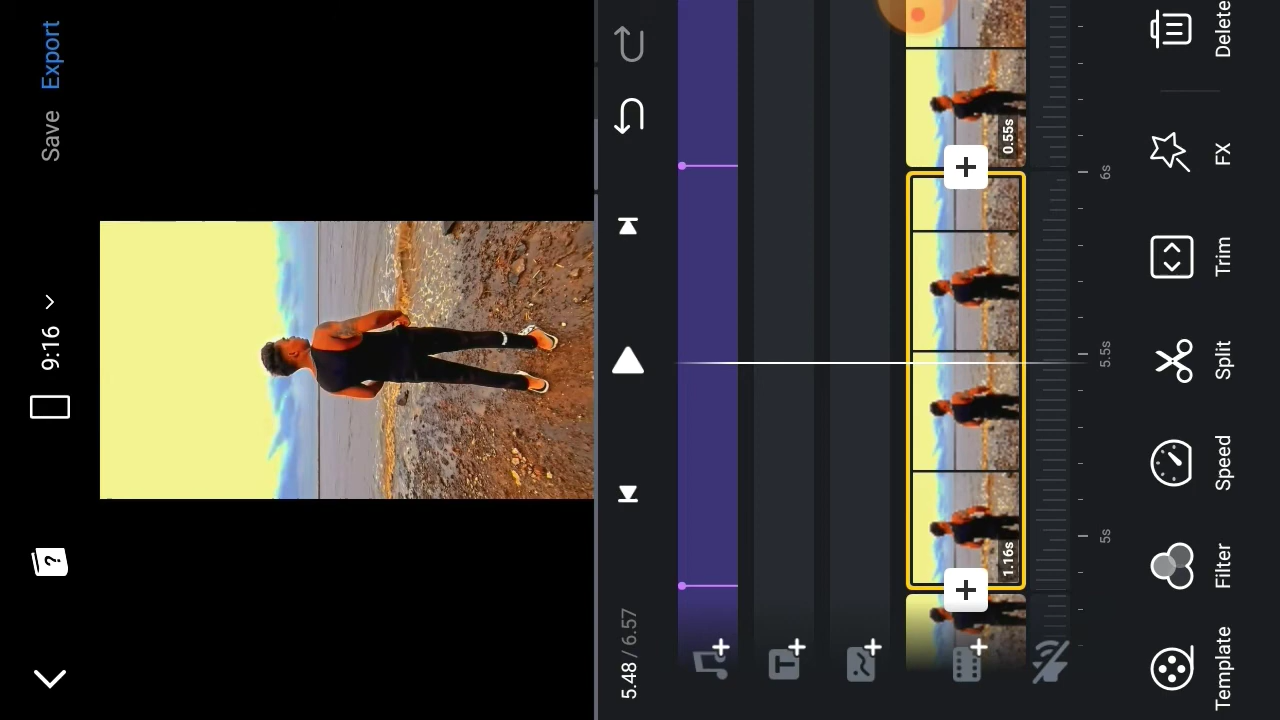 9:16
Save
Export
5.48 / 6.57
0.55s
1.16s
5s
5.5s
6s
Template
Filter
Speed
Split
Trim
FX
Delete